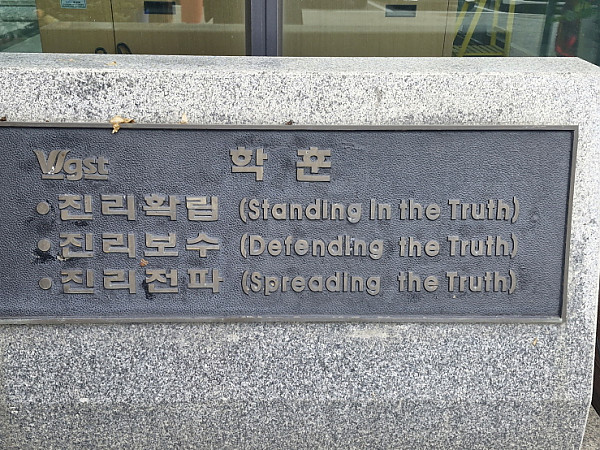 Wgst 학훈
• 진리확립 (Standing in the Truth)
• 진리보수 (Defending the Truth)
• 진리전파 (Spreading the Truth)